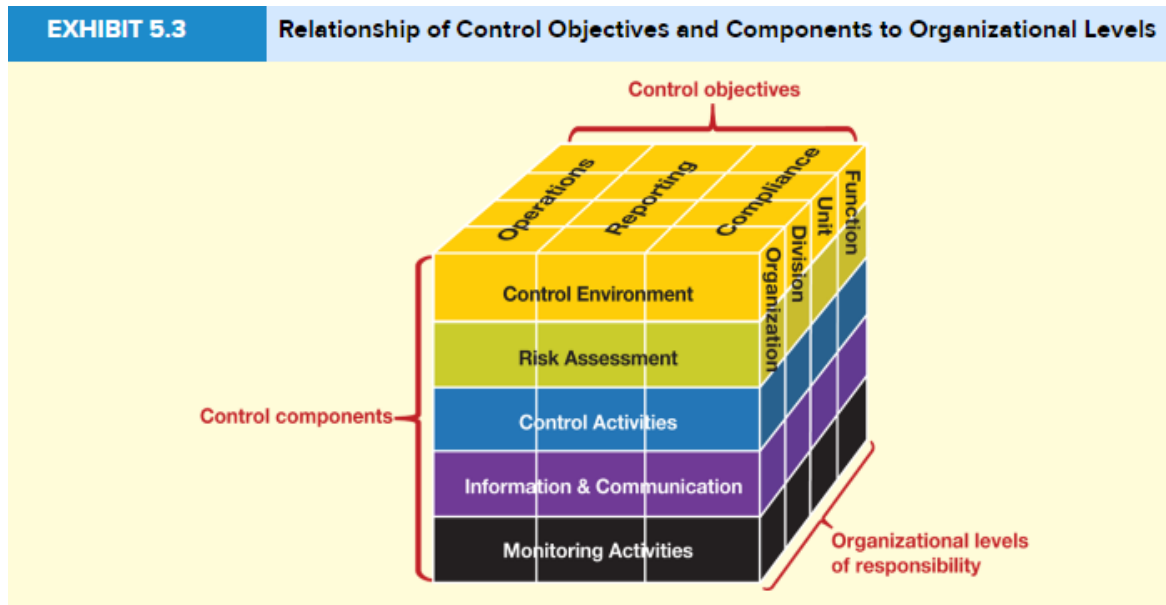 EXHIBIT 5.3
Relationship of Control Objectives and Components to Organizational Levels
Control objectives
Operations
Reporting
Compliance
Function
Unit
Division
Organization
Control Environment
Risk Assessment
Control components
Control Activities
Information & Communication
Monitoring Activities
Organizational levels
of responsibility